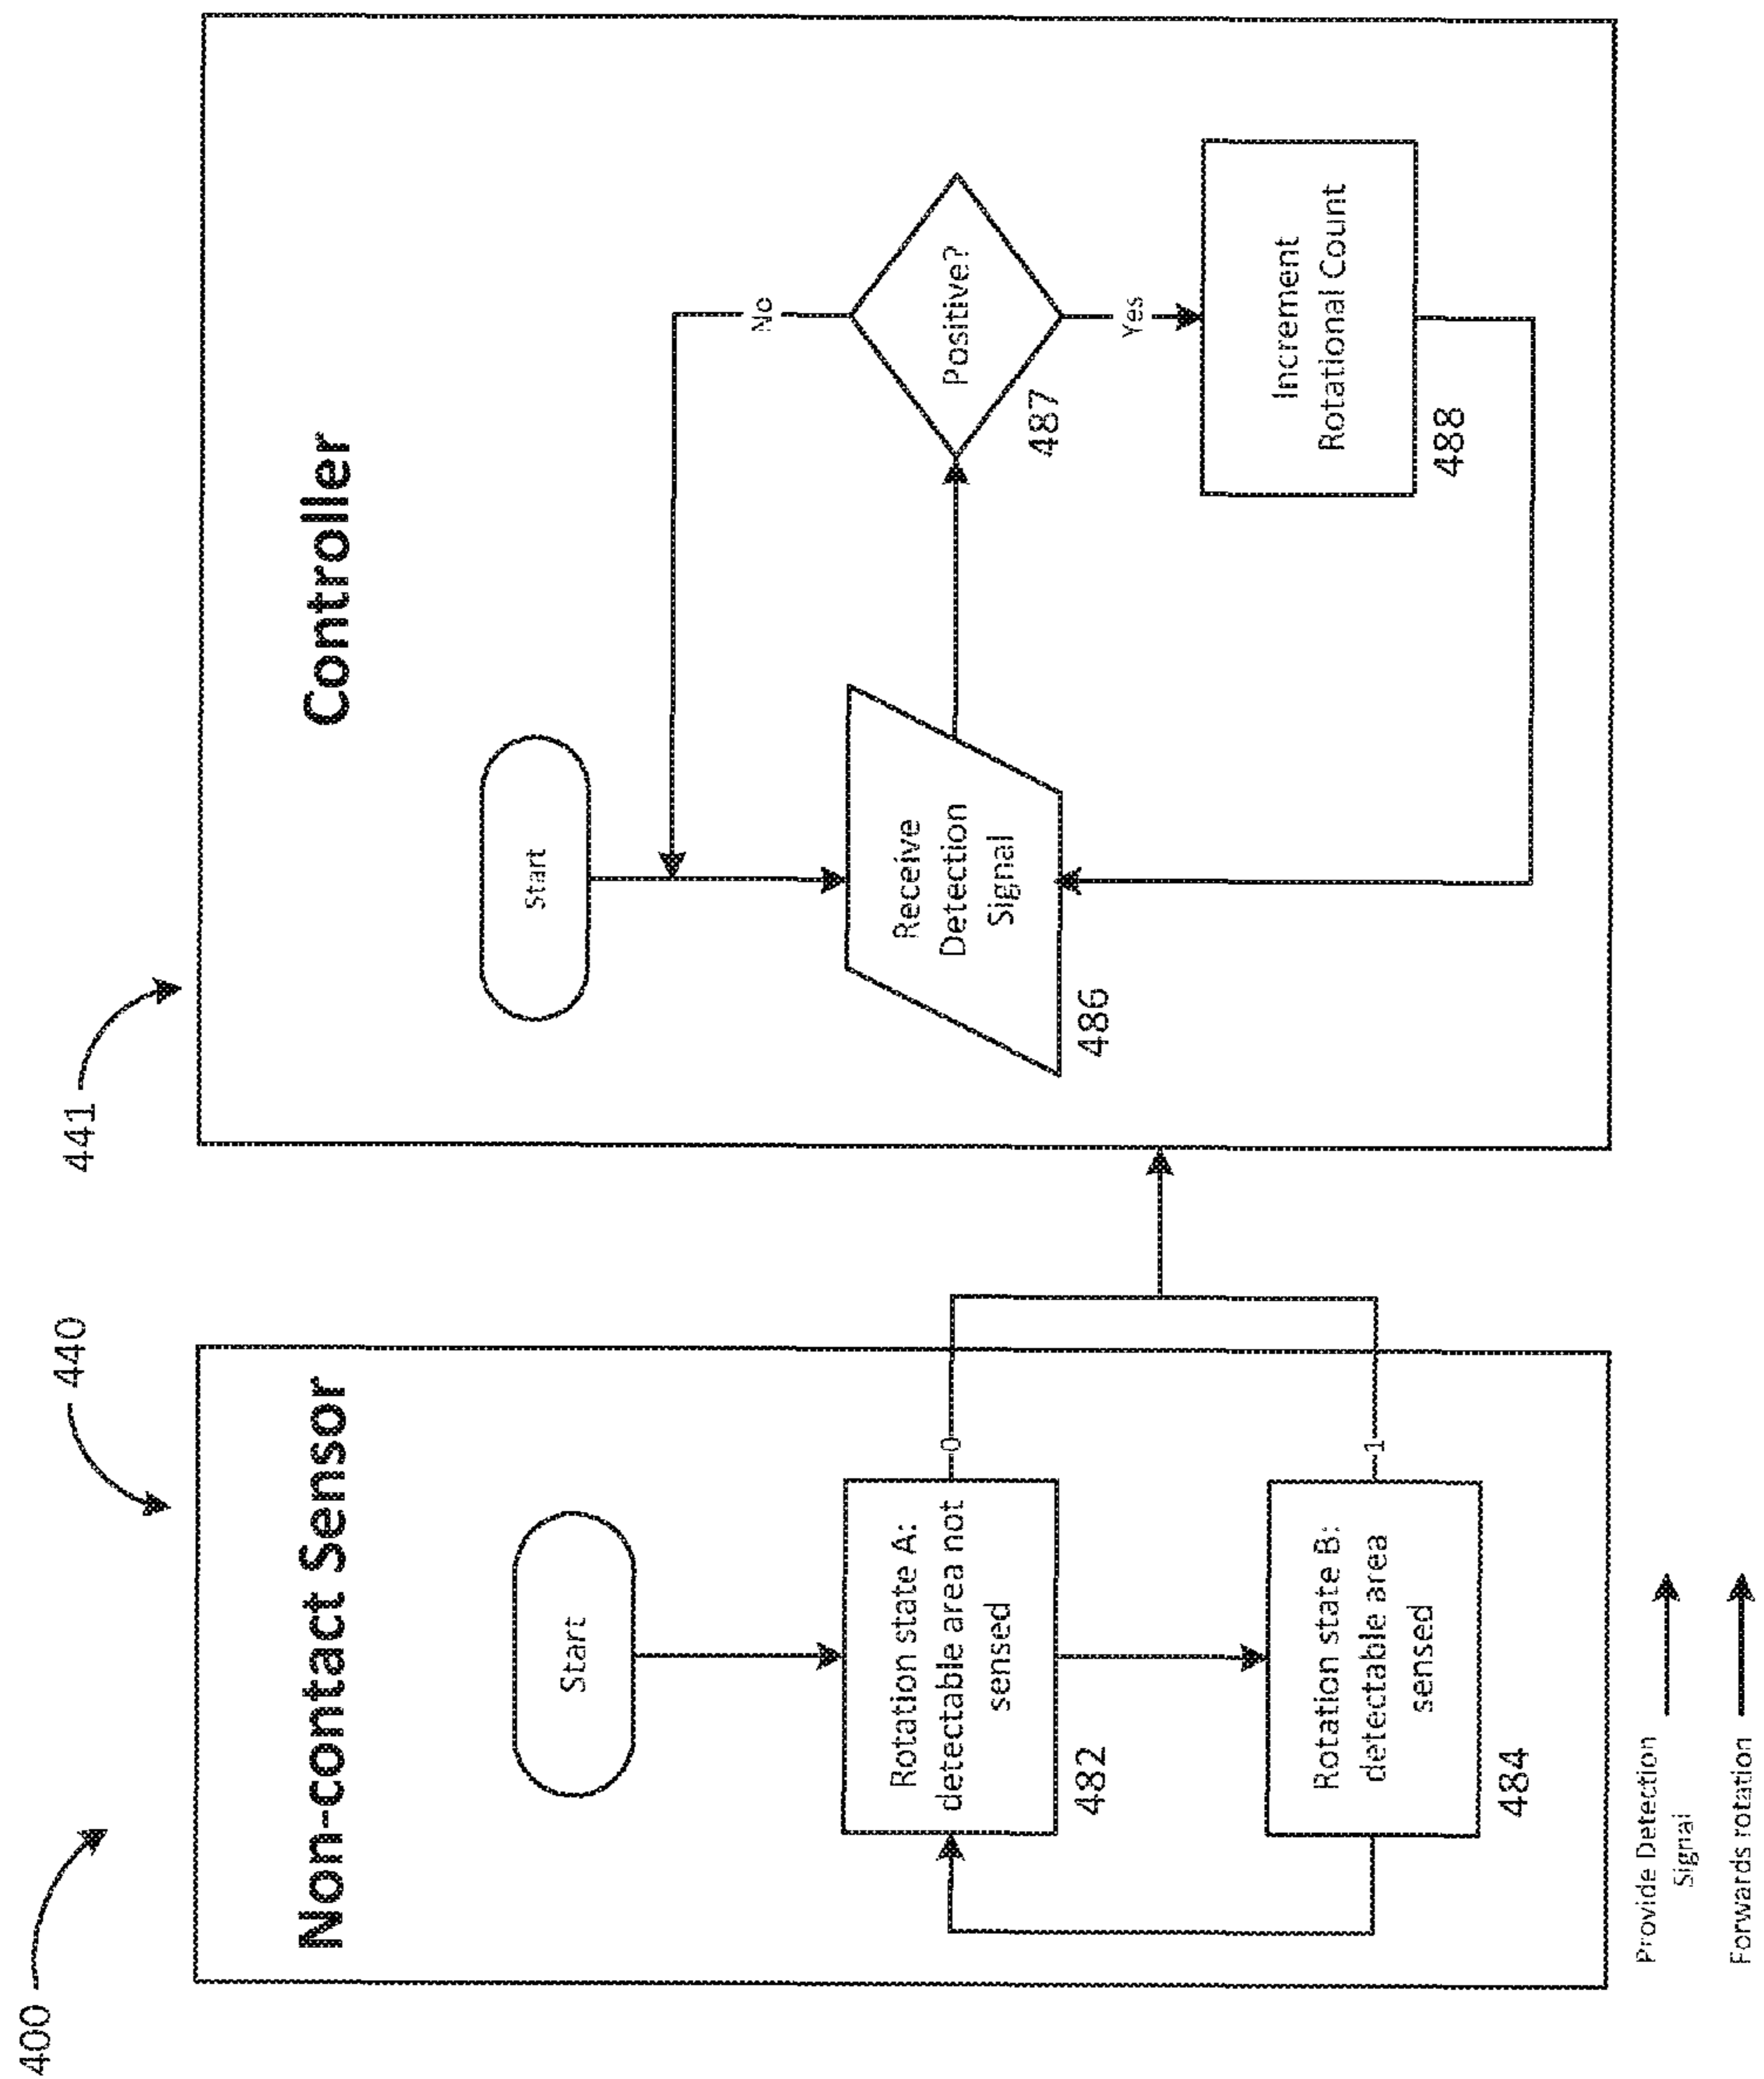 400
440
441
Non-contact Sensor
Start
Rotation state A:
detectable area not
sensed
482
0
Rotation state B:
detectable area
sensed
484
1
Controller
Start
Receive
Detection
Signal
486
Positive?
487
No
Yes
Increment
Rotational Count
488
Provide Detection
Signal
Forwards rotation